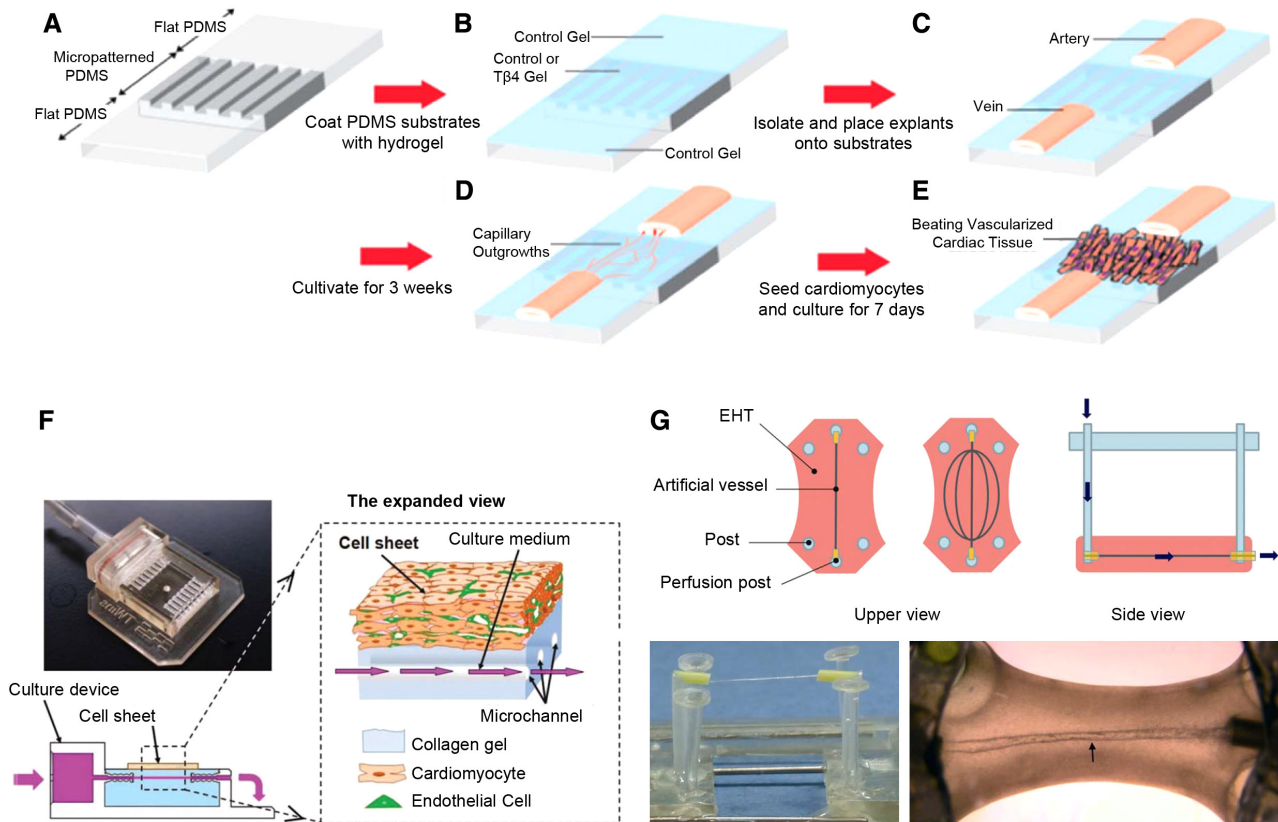 A
Flat PDMS
Micropatterned
PDMS
Flat PDMS
Coat PDMS substrates
with hydrogel
B
Control Gel
Control or
Tβ4 Gel
Control Gel
Isolate and place explants
onto substrates
C
Artery
Vein
Cultivate for 3 weeks
D
Capillary
Outgrowths
Seed cardiomyocytes
and culture for 7 days
E
Beating Vascularized
Cardiac Tissue
F
Culture device
Cell sheet
The expanded view
Cell sheet
Culture medium
Microchannel
Collagen gel
Cardiomyocyte
Endothelial Cell
G
EHT
Artificial vessel
Post
Perfusion post
Upper view
Side view